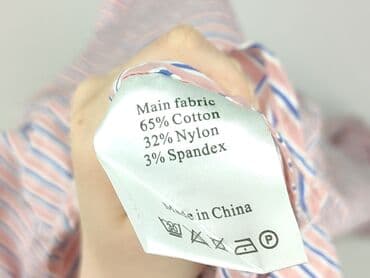 Main fabric
65% Cotton
32% Nylon
3% Spandex
Made in China
P